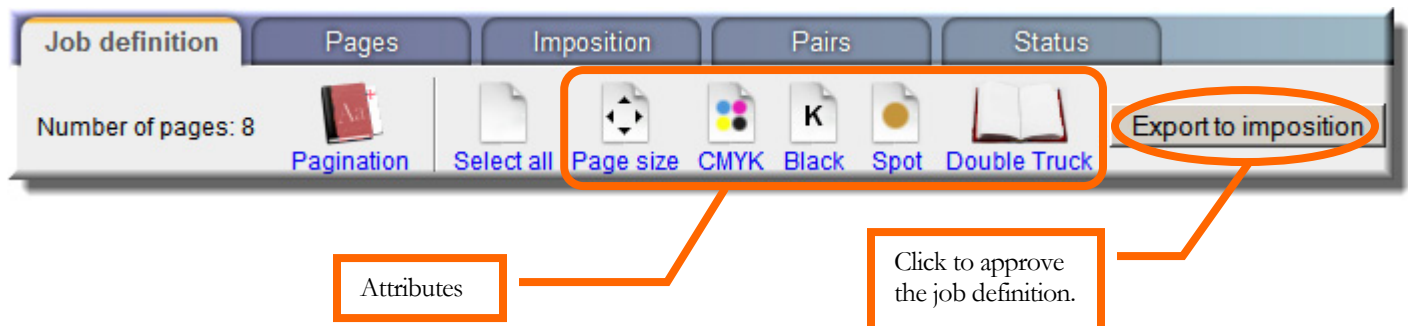 Job definition Pages Imposition Pairs Status
Number of pages: 8
Aa
K
Pagination Select all Page size CMYK Black Spot Double Truck
Export to imposition
Attributes
Click to approve
the job definition.